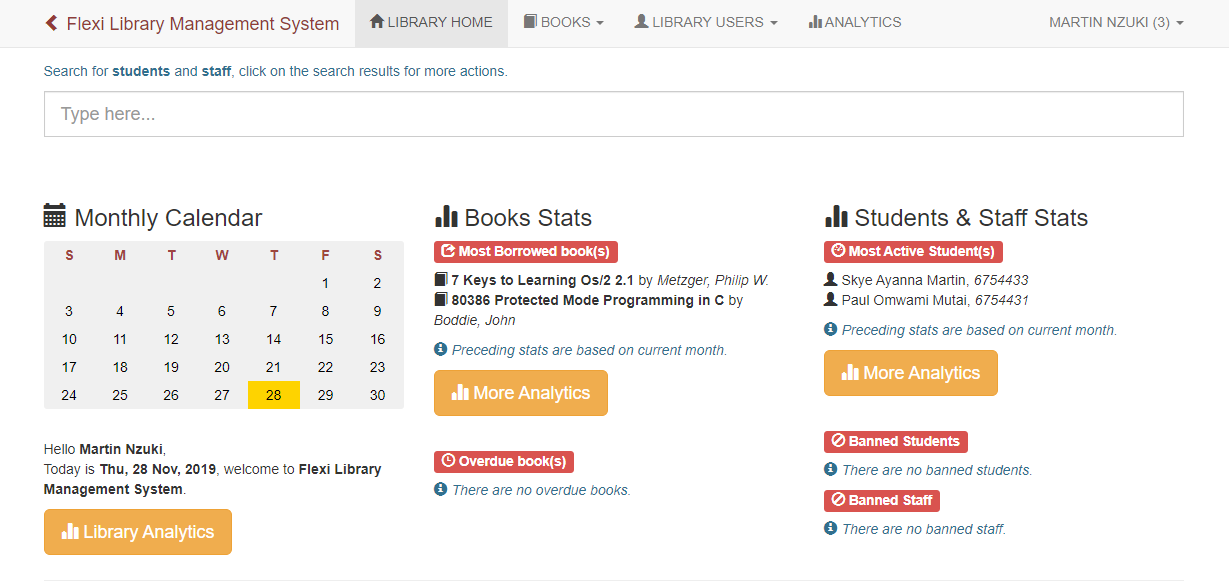 Flexi Library Management System
LIBRARY HOME
BOOKS
LIBRARY USERS
ANALYTICS
MARTIN NZUKI (3)
Search for students and staff, click on the search results for more actions.
Type here...
Monthly Calendar
S M T W T F S
1 2
3 4 5 6 7 8 9
10 11 12 13 14 15 16
17 18 19 20 21 22 23
24 25 26 27 28 29 30
Hello Martin Nzuki,
Today is Thu, 28 Nov, 2019, welcome to Flexi Library
Management System.
Library Analytics
Books Stats
Most Borrowed book(s)
7 Keys to Learning Os/2 2.1 by Metzger, Philip W.
80386 Protected Mode Programming in C by
Boddie, John
Preceding stats are based on current month.
More Analytics
Overdue book(s)
There are no overdue books.
Students & Staff Stats
Most Active Student(s)
Skye Ayanna Martin, 6754433
Paul Omwami Mutai, 6754431
Preceding stats are based on current month.
More Analytics
Banned Students
There are no banned students.
Banned Staff
There are no banned staff.